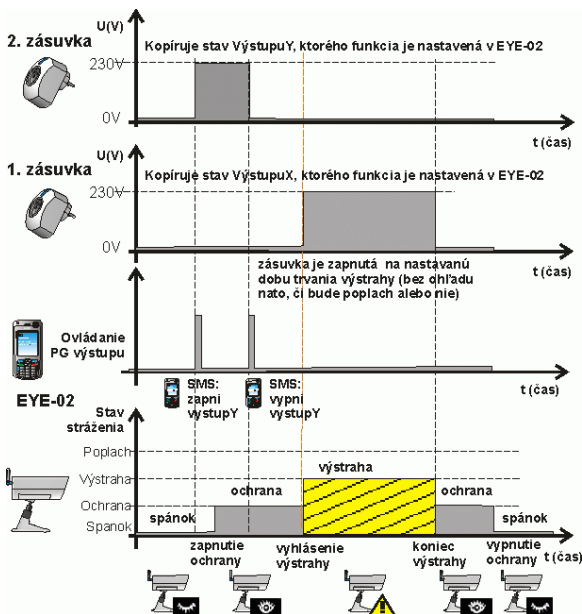 U(V)
2. zásuvka
Kopíruje stav VýstupuY, ktorého funkcia je nastavená v EYE-02
230V
0V
t (čas)
U(V)
1. zásuvka
Kopíruje stav VýstupuX, ktorého funkcia je nastavená v EYE-02
230V
0V
zásuvka je zapnutá na nastavanú
dobu trvania výstrahy (bez ohľadu
nato, či bude poplach alebo nie)
t (čas)
Ovládanie
PG výstupu
SMS:
zapni
vystupY
SMS:
vypni
vystupY
t (čas)
EYE-02
Stav
stráženia
Poplach
Výstraha
výstraha
Ochrana
ochrana
ochrana
Spanok
spánok
spánok
t (čas)
zapnutie
ochrany
vyhlásenie
výstrahy
koniec
výstrahy
vypnutie
ochrany